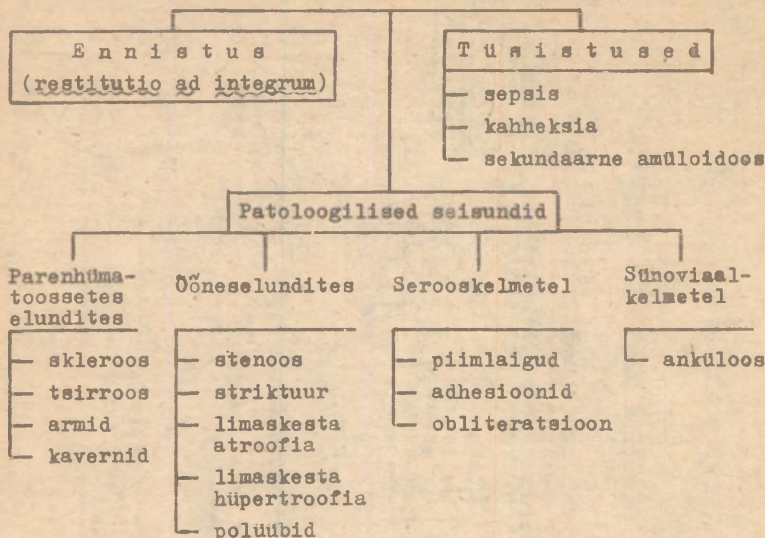 Ennistus
(restitutio ad integrum)
Tüsistused
sepsis
kahheksia
sekundaarne amüloidoos
Patoloogilised seisundid
Parenhüma-
toossetes
elundites
skleroos
tsirroos
armid
kavernid
Õõneselundites
stenoos
striktuur
limaskesta
atroofia
limaskesta
hüpertroofia
polüübid
Serooskelmetel
piimlaigud
adhesioonid
obliteratsioon
Sünoviaal-
kelmetel
anküloos